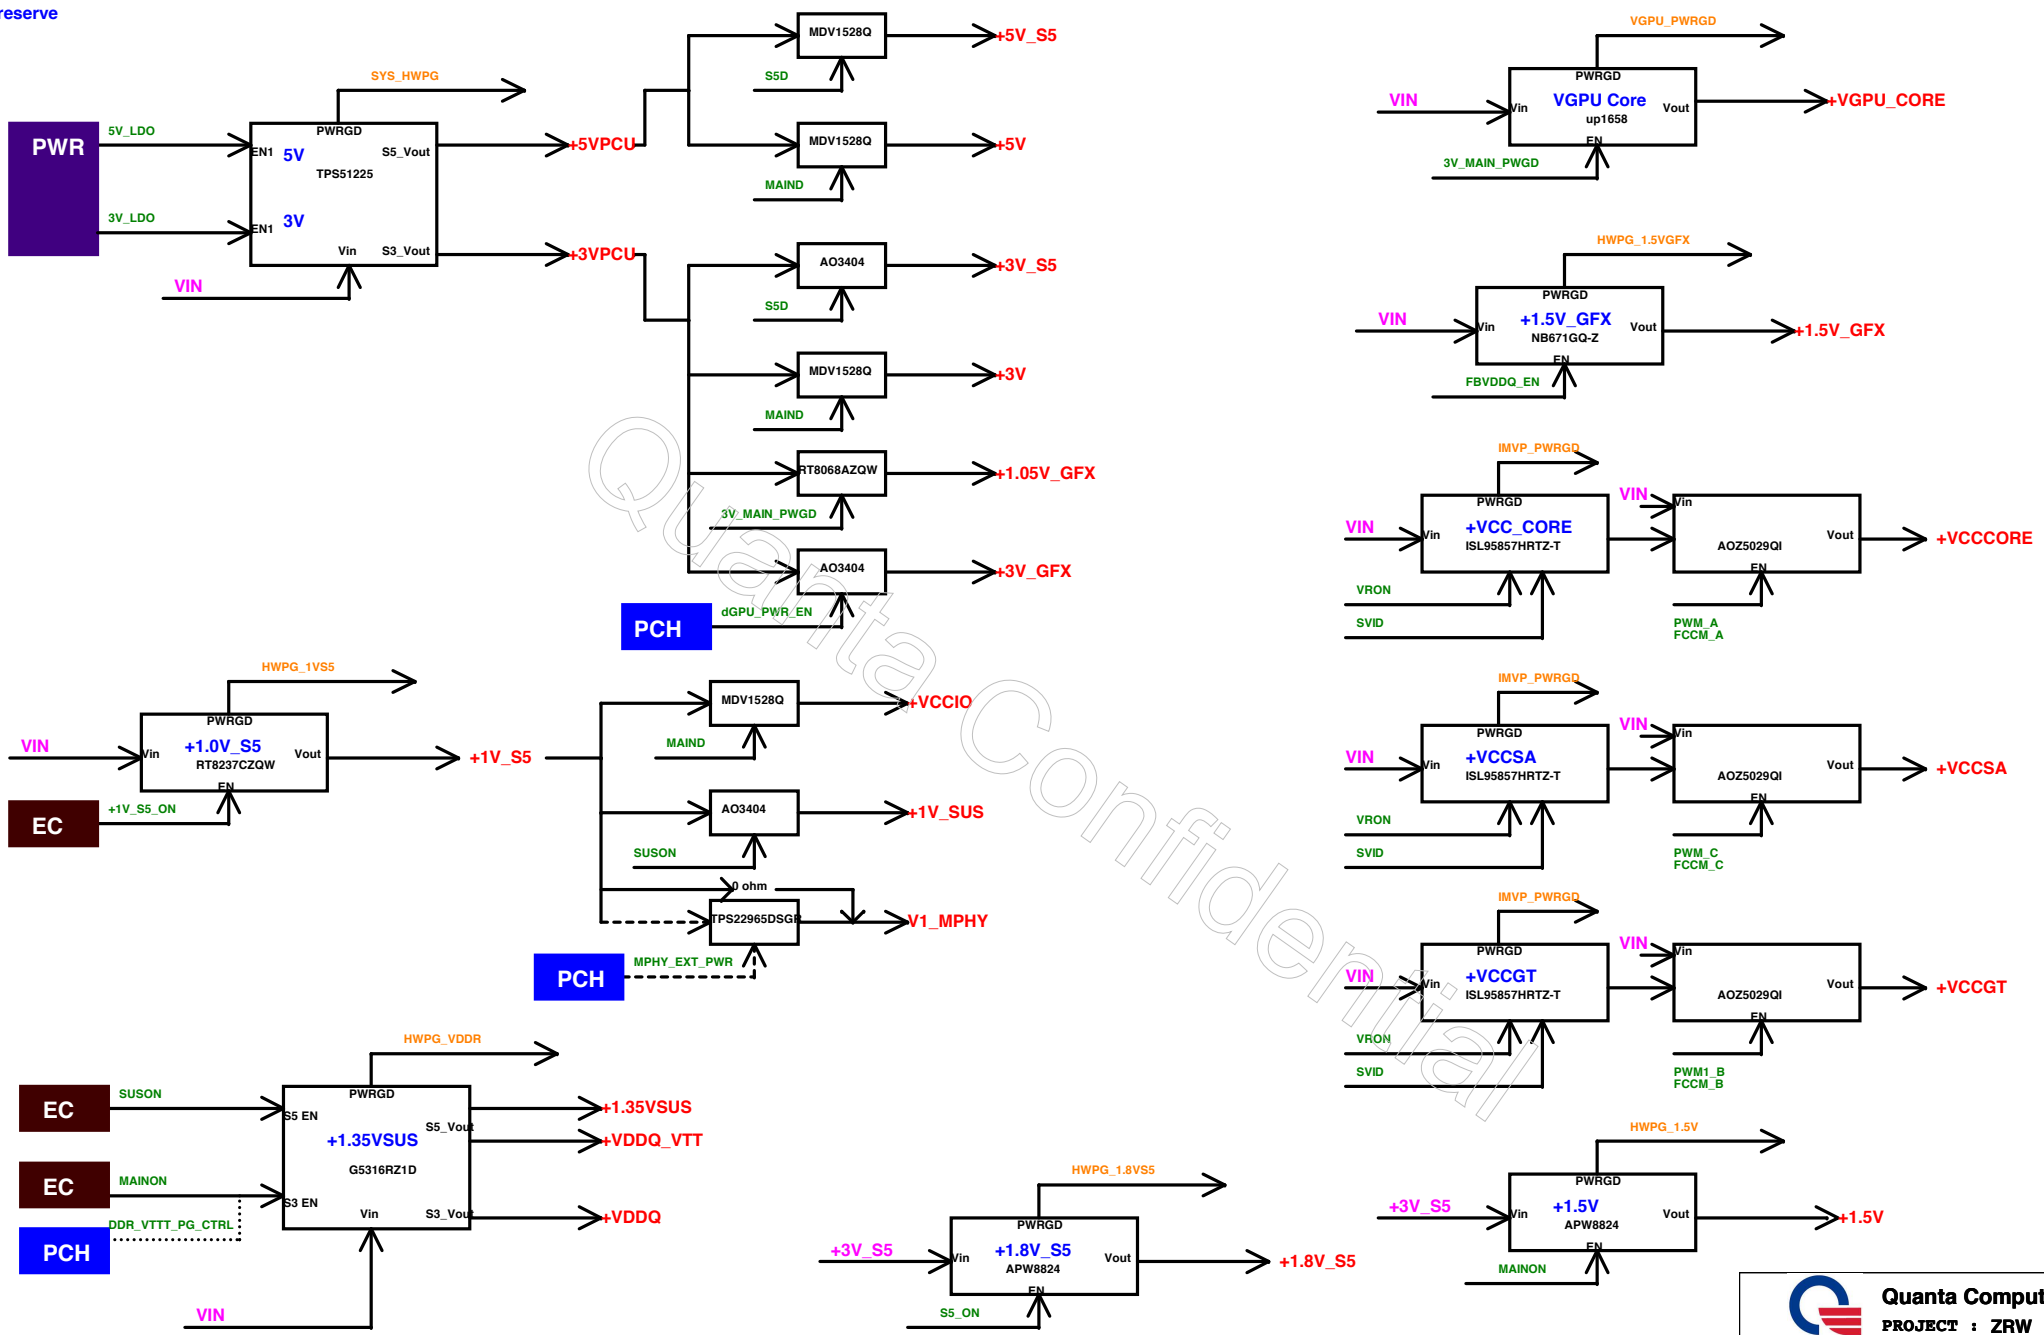 reserve
SYS_HWPG
PWR
5V_LDO
3V_LDO
PWRGD
EN1
5V
S5_Vout
TPS51225
EN1
3V
Vin
S3_Vout
VIN
+5VPCU
+3VPCU
MDV1528Q
S5D
+5V_S5
MDV1528Q
MAIND
+5V
AO3404
S5D
+3V_S5
MDV1528Q
MAIND
+3V
RT8068AZQW
3V_MAIN_PWGD
+1.05V_GFX
AO3404
+3V_GFX
PCH
dGPU_PWR_EN
VGPU_PWRGD
PWRGD
VIN
Vin
VGPU Core
Vout
up1658
EN
+VGPU_CORE
3V_MAIN_PWGD
HWPG_1.5VGFX
PWRGD
VIN
Vin
+1.5V_GFX
Vout
NB671GQ-Z
EN
+1.5V_GFX
FBVDDQ_EN
IMVP_PWRGD
PWRGD
VIN
Vin
+VCC_CORE
ISL95857HRTZ-T
VRON
SVID
VIN
Vin
AOZ5029QI
Vout
EN
+VCCCORE
PWM_A
FCCM_A
IMVP_PWRGD
PWRGD
VIN
Vin
+VCCSA
ISL95857HRTZ-T
VRON
SVID
VIN
Vin
AOZ5029QI
Vout
EN
+VCCSA
PWM_C
FCCM_C
IMVP_PWRGD
PWRGD
VIN
Vin
+VCCGT
ISL95857HRTZ-T
VRON
SVID
VIN
Vin
AOZ5029QI
Vout
EN
+VCCGT
PWM1_B
FCCM_B
HWPG_1VS5
PWRGD
VIN
Vin
+1.0V_S5
Vout
RT8237CZQW
EN
EC
+1V_S5_ON
+1V_S5
MDV1528Q
MAIND
+VCCIO
AO3404
SUSON
+1V_SUS
0 ohm
TPS22965DSGR
V1_MPHY
PCH
MPHY_EXT_PWR
HWPG_VDDR
EC
SUSON
PWRGD
S5 EN
S5_Vout
+1.35VSUS
G5316RZ1D
EC
MAINON
S3 EN
Vin
S3_Vout
PCH
DDR_VTTT_PG_CTRL
VIN
+1.35VSUS
+VDDQ_VTT
+VDDQ
HWPG_1.8VS5
PWRGD
+3V_S5
Vin
+1.8V_S5
Vout
APW8824
EN
S5_ON
+1.8V_S5
HWPG_1.5V
PWRGD
+3V_S5
Vin
+1.5V
Vout
APW8824
EN
MAINON
+1.5V
Quanta Confidential
Quanta Comput
PROJECT : ZRW